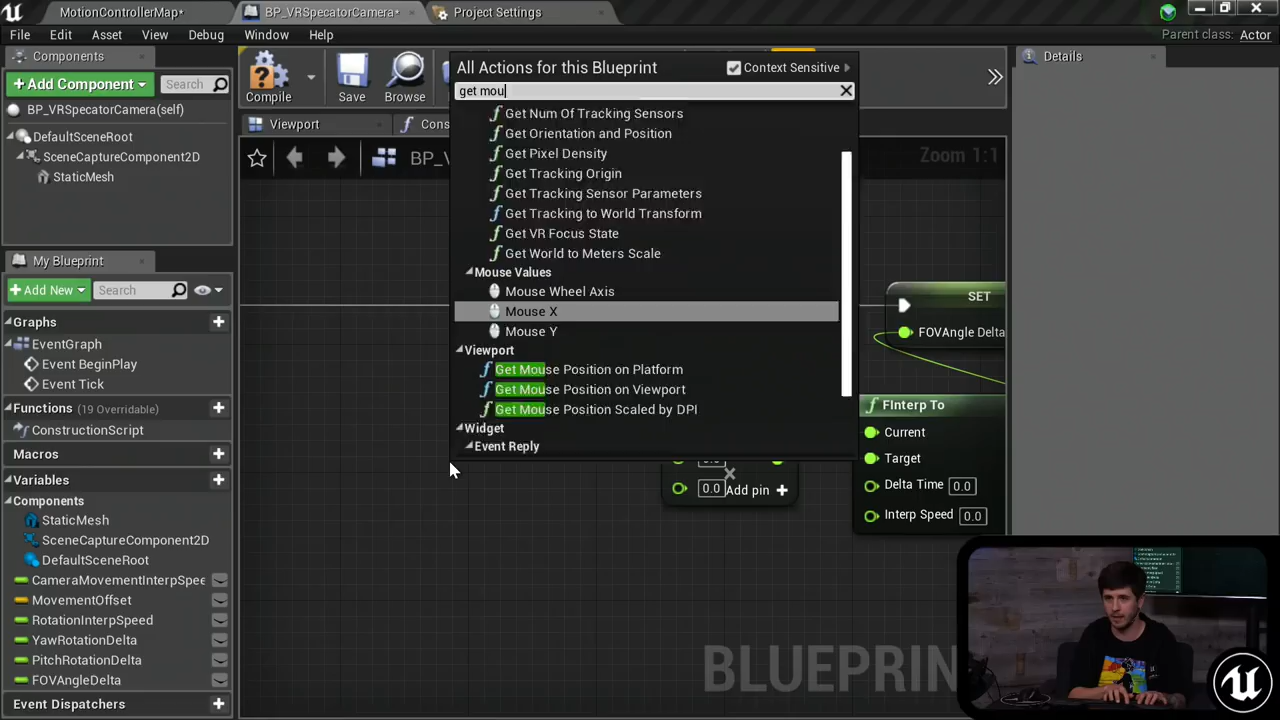 MotionControllerMap*
BP_VRSpecatorCamera*
Project Settings
File Edit Asset View Debug Window Help
Parent class: Actor
Components
Add Component
Search
Compile
Save
Browse
Details
BP_VRSpecatorCamera(self)
DefaultSceneRoot
SceneCaptureComponent2D
StaticMesh
Viewport
Cons
BP_V
Zoom 1:1
All Actions for this Blueprint
Context Sensitive
get mou
Get Num Of Tracking Sensors
Get Orientation and Position
Get Pixel Density
Get Tracking Origin
Get Tracking Sensor Parameters
Get Tracking to World Transform
Get VR Focus State
Get World to Meters Scale
Mouse Values
Mouse Wheel Axis
Mouse X
Mouse Y
Viewport
Get Mouse Position on Platform
Get Mouse Position on Viewport
Get Mouse Position Scaled by DPI
Widget
Event Reply
My Blueprint
Add New
Search
Graphs
EventGraph
Event BeginPlay
Event Tick
Functions (19 Overridable)
ConstructionScript
Macros
Variables
Components
StaticMesh
SceneCaptureComponent2D
DefaultSceneRoot
CameraMovementInterpSpee
MovementOffset
RotationInterpSpeed
YawRotationDelta
PitchRotationDelta
FOVAngleDelta
Event Dispatchers
SET
FOVAngle Delta
FInterp To
Current
Target
Delta Time 0.0
Interp Speed 0.0
0.0 Add pin
BLUEPRIN